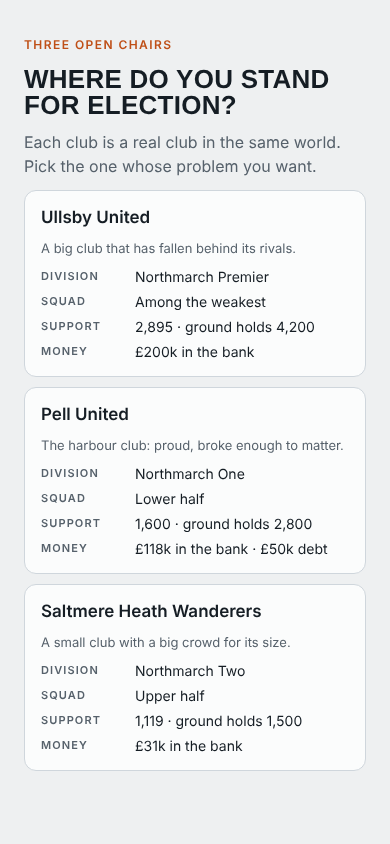 THREE OPEN CHAIRS
WHERE DO YOU STAND
FOR ELECTION?
Each club is a real club in the same world.
Pick the one whose problem you want.
Ullsby United
A big club that has fallen behind its rivals.
DIVISION Northmarch Premier
SQUAD Among the weakest
SUPPORT 2,895 · ground holds 4,200
MONEY £200k in the bank
Pell United
The harbour club: proud, broke enough to matter.
DIVISION Northmarch One
SQUAD Lower half
SUPPORT 1,600 · ground holds 2,800
MONEY £118k in the bank · £50k debt
Saltmere Heath Wanderers
A small club with a big crowd for its size.
DIVISION Northmarch Two
SQUAD Upper half
SUPPORT 1,119 · ground holds 1,500
MONEY £31k in the bank